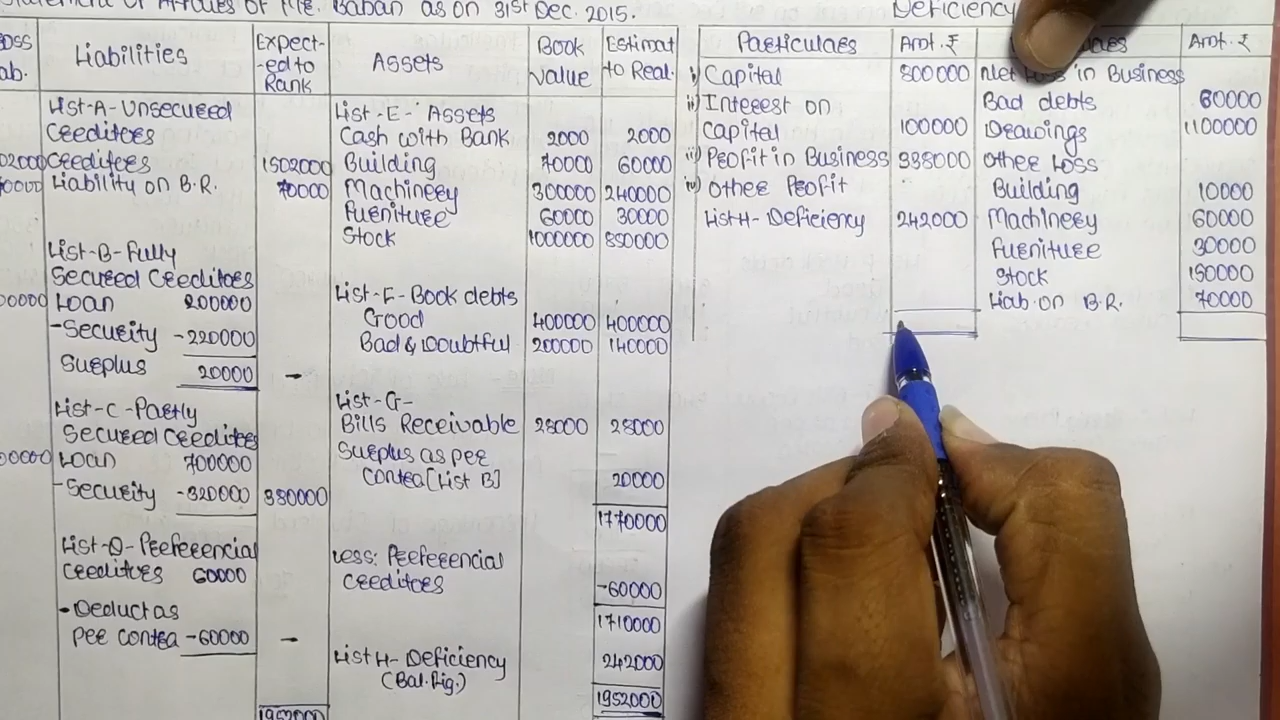 Statement of Affairs of Mr. Baban as on 31st Dec. 2015.
Liabilities
Expect-
-ed to
Rank
Assets
Book
Value
Estimat
to Real.
List-A-Unsecured
Creditors
02000 Creditors 1502000
Liability on B.R. 70000
List-B-Fully
Secured Creditors
00000 Loan 200000
-Security -220000
Surplus 20000 -
List-C-Partly
Secured Creditors
00000 Loan 700000
-Security -320000 380000
List-D-Preferencial
Creditors 60000
-Deduct as
per contra -60000 -
1952000
List-E- Assets
Cash with Bank 2000 2000
Building 70000 60000
Machinery 300000 240000
Furniture 60000 30000
Stock 1000000 850000
List-F-Book debts
Good 400000 400000
Bad & Doubtful 200000 140000
List-G-
Bills Receivable 28000 28000
Surplus as per
Contra [List B] 20000
1770000
Less: Preferencial
Creditors -60000
1710000
List H- Deficiency 242000
(Bal. Fig.)
1952000
Deficiency
Particulars Amt. ₹
i) Capital 800000
ii) Interest on
Capital 100000
iii) Profit in Business 338000
iv) Other Profit
List H- Deficiency 242000
Amt. ₹
Net Loss in Business
Bad debts 60000
Drawings 1100000
Other Loss
Building 10000
Machinery 60000
Furniture 30000
Stock 150000
Liab. on B.R. 70000